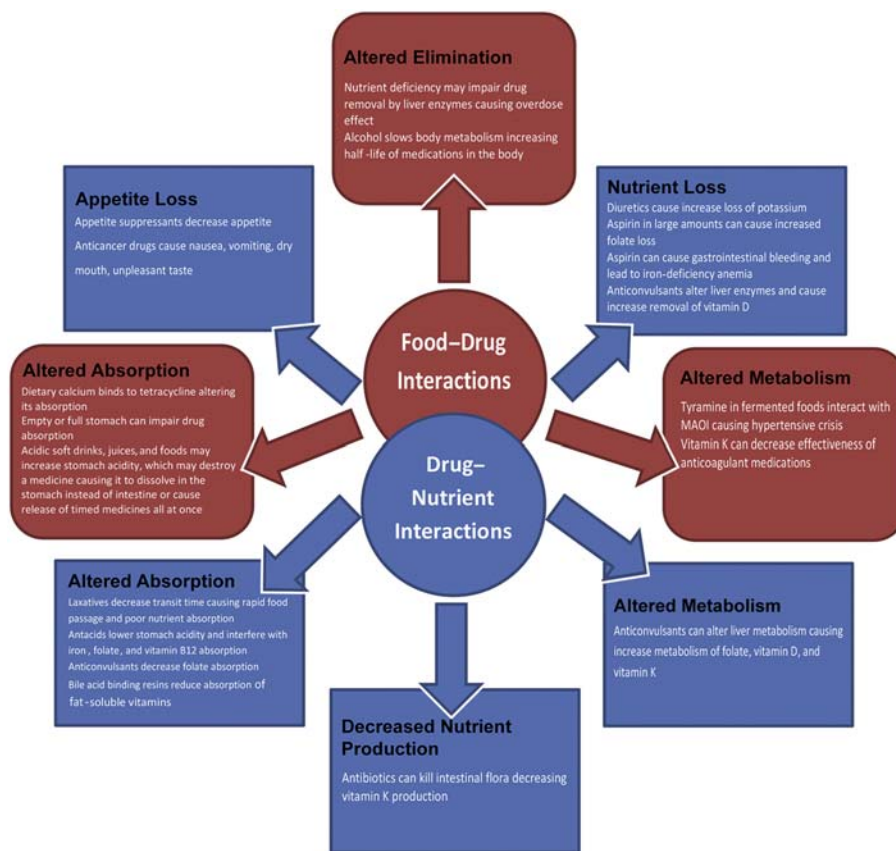 Altered Elimination
Nutrient deficiency may impair drug
removal by liver enzymes causing overdose
effect
Alcohol slows body metabolism increasing
half -life of medications in the body
Appetite Loss
Appetite suppressants decrease appetite
Anticancer drugs cause nausea, vomiting, dry
mouth, unpleasant taste
Nutrient Loss
Diuretics cause increase loss of potassium
Aspirin in large amounts can cause increased
folate loss
Aspirin can cause gastrointestinal bleeding and
lead to iron-deficiency anemia
Anticonvulsants alter liver enzymes and cause
increase removal of vitamin D
Food–Drug
Interactions
Altered Absorption
Dietary calcium binds to tetracycline altering
its absorption
Empty or full stomach can impair drug
absorption
Acidic soft drinks, juices, and foods may
increase stomach acidity, which may destroy
a medicine causing it to dissolve in the
stomach instead of intestine or cause
release of timed medicines all at once
Altered Metabolism
Tyramine in fermented foods interact with
MAOI causing hypertensive crisis
Vitamin K can decrease effectiveness of
anticoagulant medications
Drug–
Nutrient
Interactions
Altered Absorption
Laxatives decrease transit time causing rapid food
passage and poor nutrient absorption
Antacids lower stomach acidity and interfere with
iron , folate, and vitamin B12 absorption
Anticonvulsants decrease folate absorption
Bile acid binding resins reduce absorption of
fat-soluble vitamins
Altered Metabolism
Anticonvulsants can alter liver metabolism causing
increase metabolism of folate, vitamin D, and
vitamin K
Decreased Nutrient
Production
Antibiotics can kill intestinal flora decreasing
vitamin K production